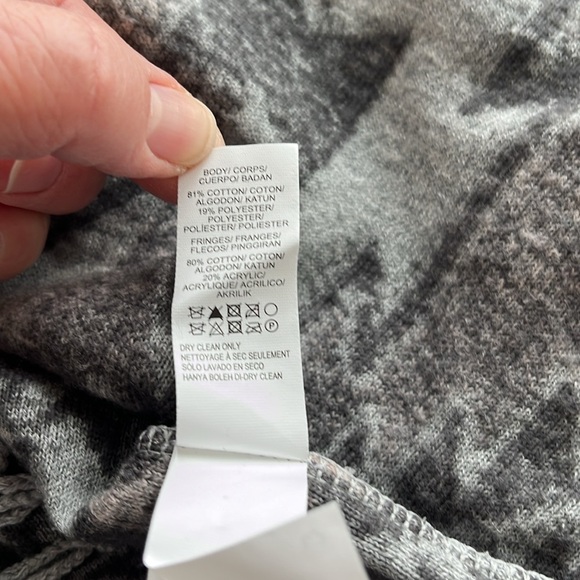 BODY/ CORPS/
CUERPO/ BADAN
81% COTTON/ COTON/
ALGODON/ KATUN
19% POLYESTER/
POLYESTER/
POLIESTER/ POLIESTER
FRINGES/ FRANGES/
FLECOS/ PINGGIRAN
80% COTTON/ COTON/
ALGODON/ KATUN
20% ACRYLIC/
ACRYLIQUE/ ACRILICO/
AKRILIK
P
DRY CLEAN ONLY
NETTOYAGE À SEC SEULEMENT
SÓLO LAVADO EN SECO
HANYA BOLEH DI-DRY CLEAN